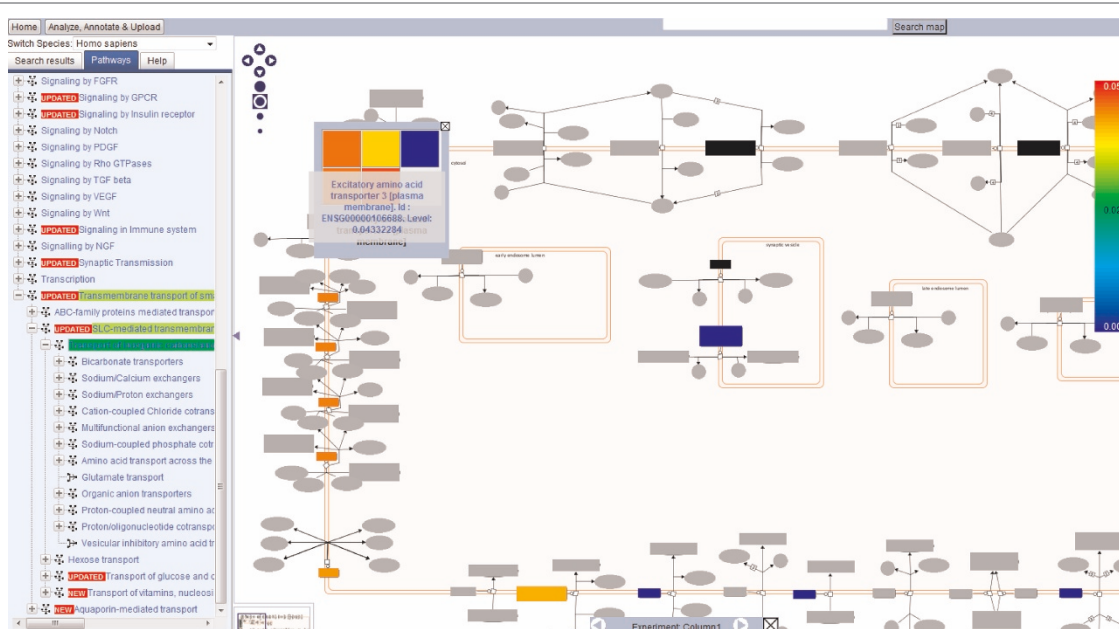 Home Analyze, Annotate & Upload Search map
Switch Species: Homo sapiens
Search results Pathways Help
Signaling by FGFR
UPDATED Signaling by GPCR
UPDATED Signaling by Insulin receptor
Signaling by Notch
Signaling by PDGF
Signaling by Rho GTPases
Signaling by TGF beta
Signaling by VEGF
Signaling by Wnt
UPDATED Signaling in Immune system
Signalling by NGF
UPDATED Synaptic Transmission
Transcription
UPDATED Transmembrane transport of sm
ABC-family proteins mediated transpor
UPDATED SLC-mediated transmembran
Bicarbonate transporters
Sodium/Calcium exchangers
Sodium/Proton exchangers
Cation-coupled Chloride cotrans
Multifunctional anion exchangers
Sodium-coupled phosphate cotr
Amino acid transport across the
Glutamate transport
Organic anion transporters
Proton-coupled neutral amino ac
Proton/oligonucleotide cotranspo
Vesicular inhibitory amino acid tr
Hexose transport
UPDATED Transport of glucose and o
NEW Transport of vitamins, nucleosi
NEW Aquaporin-mediated transport
cytosol
Excitatory amino acid
transporter 3 [plasma
membrane]. Id :
ENSG00000106688. Level:
0.04332284
membrane]
early endosome lumen
synaptic vesicle
late endosome lumen
0.05
0.02
0.00
Experiment: Column1